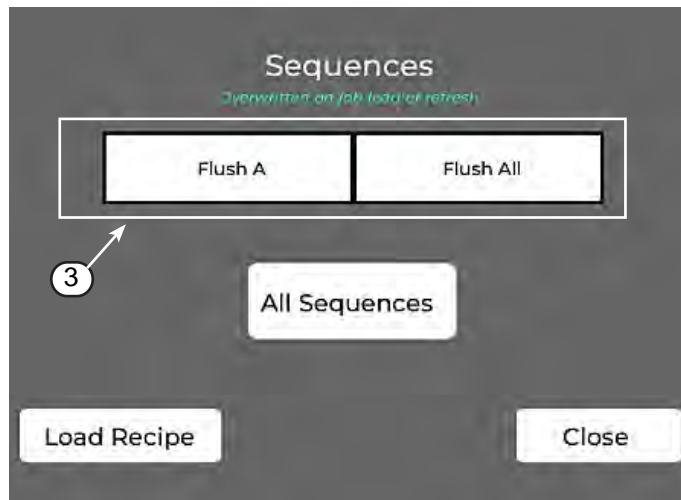 Sequences
Overwritten on job load or refresh
Flush A Flush All
3
All Sequences
Load Recipe Close